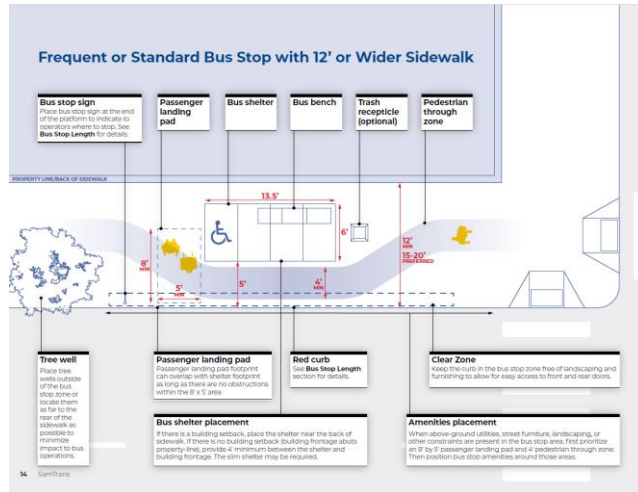 Frequent or Standard Bus Stop with 12’ or Wider Sidewalk
Bus stop sign
Place bus stop sign at the end
of the platform to indicate to
operators where to stop. See
Bus Stop Length for details.
Passenger
landing
pad
Bus shelter
Bus bench
Trash
recepticle
(optional)
Pedestrian
through
zone
PROPERTY LINE/BACK OF SIDEWALK
13.5’
6’
12’
MIN
15-20’
PREFERRED
8’
MIN
5’
MIN
5’
4’
MIN
Tree well
Place tree
wells outside
of the bus
stop zone or
locate them
as far to the
rear of the
sidewalk as
possible to
minimize
impact to bus
operations.
Passenger landing pad
Passenger landing pad footprint
can overlap with shelter footprint
as long as there are no obstructions
within the 8’ x 5’ area
Red curb
See Bus Stop Length
section for details.
Clear Zone
Keep the curb in the bus stop zone free of landscaping and
furnishing to allow for easy access to front and rear doors.
Bus shelter placement
If there is a building setback, place the shelter near the back of
sidewalk. If there is no building setback (building frontage abuts
property-line), provide 4’ minimum between the shelter and
building frontage. The slim shelter may be required.
Amenities placement
When above-ground utilities, street furniture, landscaping, or
other constraints are present in the bus stop area, first prioritize
an 8’ by 5’ passenger landing pad and 4’ pedestrian through zone.
Then position bus stop amenities around those areas.
14 SamTrans